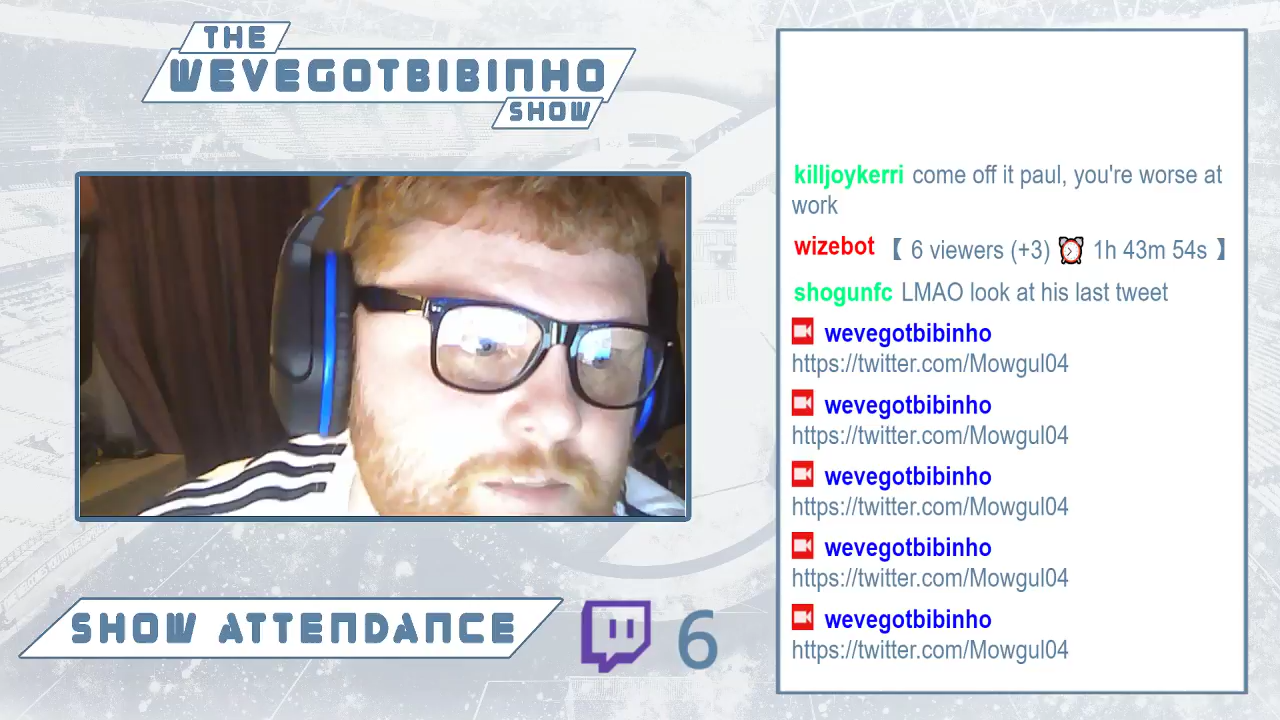 THE
WEVEGOTBIBINHO
SHOW
killjoykerri come off it paul, you're worse at
work
wizebot 【 6 viewers (+3) ⏰ 1h 43m 54s 】
shogunfc LMAO look at his last tweet
wevegotbibinho
https://twitter.com/Mowgul04
wevegotbibinho
https://twitter.com/Mowgul04
wevegotbibinho
https://twitter.com/Mowgul04
wevegotbibinho
https://twitter.com/Mowgul04
wevegotbibinho
https://twitter.com/Mowgul04
SHOW ATTENDANCE 6